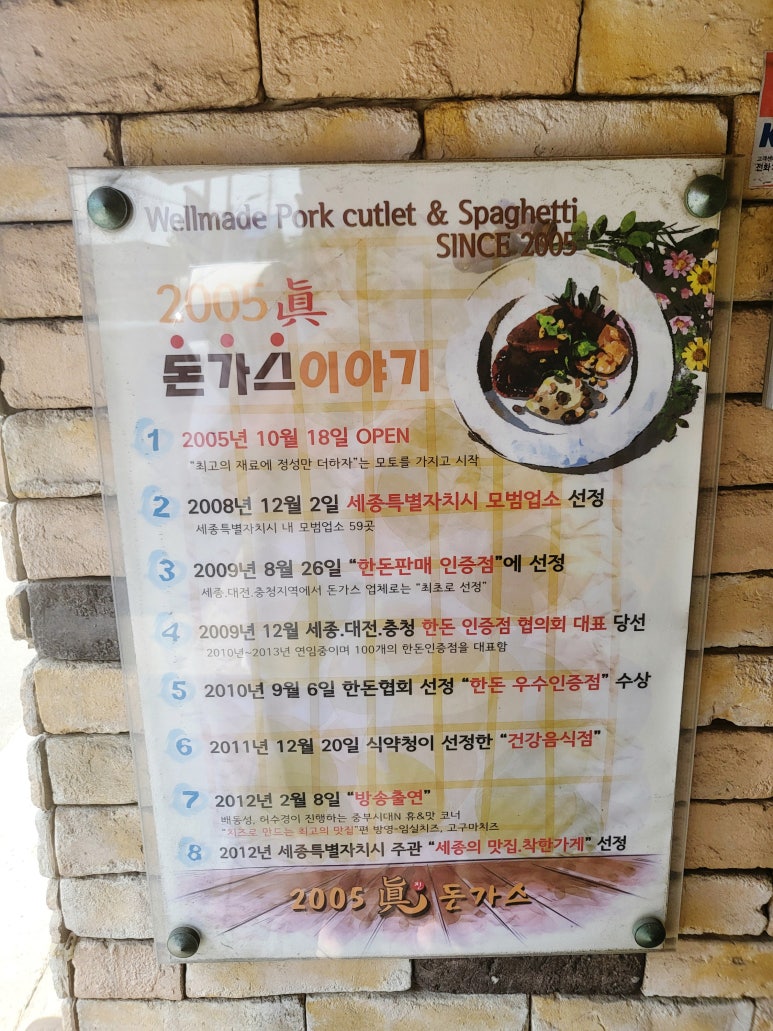 Wellmade Pork cutlet & Spaghetti
SINCE 2005
2005 眞
돈가스이야기
1 2005년 10월 18일 OPEN
"최고의 재료에 정성만 더하자"는 모토를 가지고 시작
2 2008년 12월 2일 세종특별자치시 모범업소 선정
세종특별자치시 내 모범업소 59곳
3 2009년 8월 26일 "한돈판매 인증점"에 선정
세종.대전.충청지역에서 돈가스 업체로는 "최초로 선정"
4 2009년 12월 세종.대전.충청 한돈 인증점 협의회 대표 당선
2010년~2013년 연임중이며 100개의 한돈인증점을 대표함
5 2010년 9월 6일 한돈협회 선정 "한돈 우수인증점" 수상
6 2011년 12월 20일 식약청이 선정한 "건강음식점"
7 2012년 2월 8일 "방송출연"
배동성, 허수경이 진행하는 중부시대N 휴&맛 코너
"치즈로 만드는 최고의 맛집"편 방영-임실치즈, 고구마치즈
8 2012년 세종특별자치시 주관 "세종의 맛집.착한가게" 선정
2005 眞 돈가스
K
고객센
전화